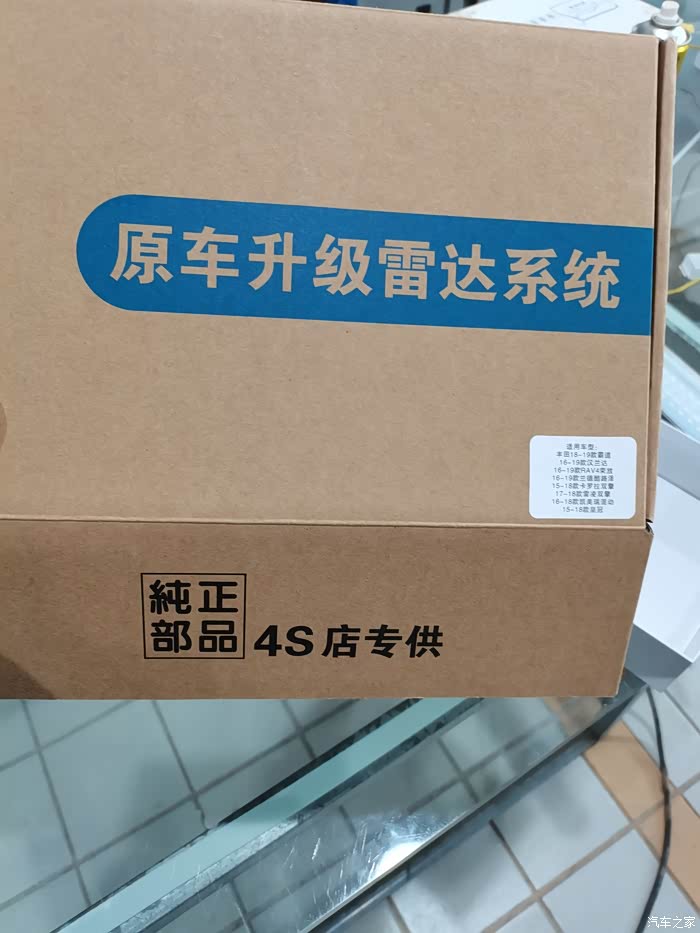 原车升级雷达系统
适用车型:
本田15-19款霸道
16-19款汉兰达
16-19款RAV4荣放
16-19款兰德酷路泽
15-18款卡罗拉双擎
17-18款雷凌双擎
16-18款凯美瑞混动
15-18款皇冠
純正
部品
4S店专供
汽车之家